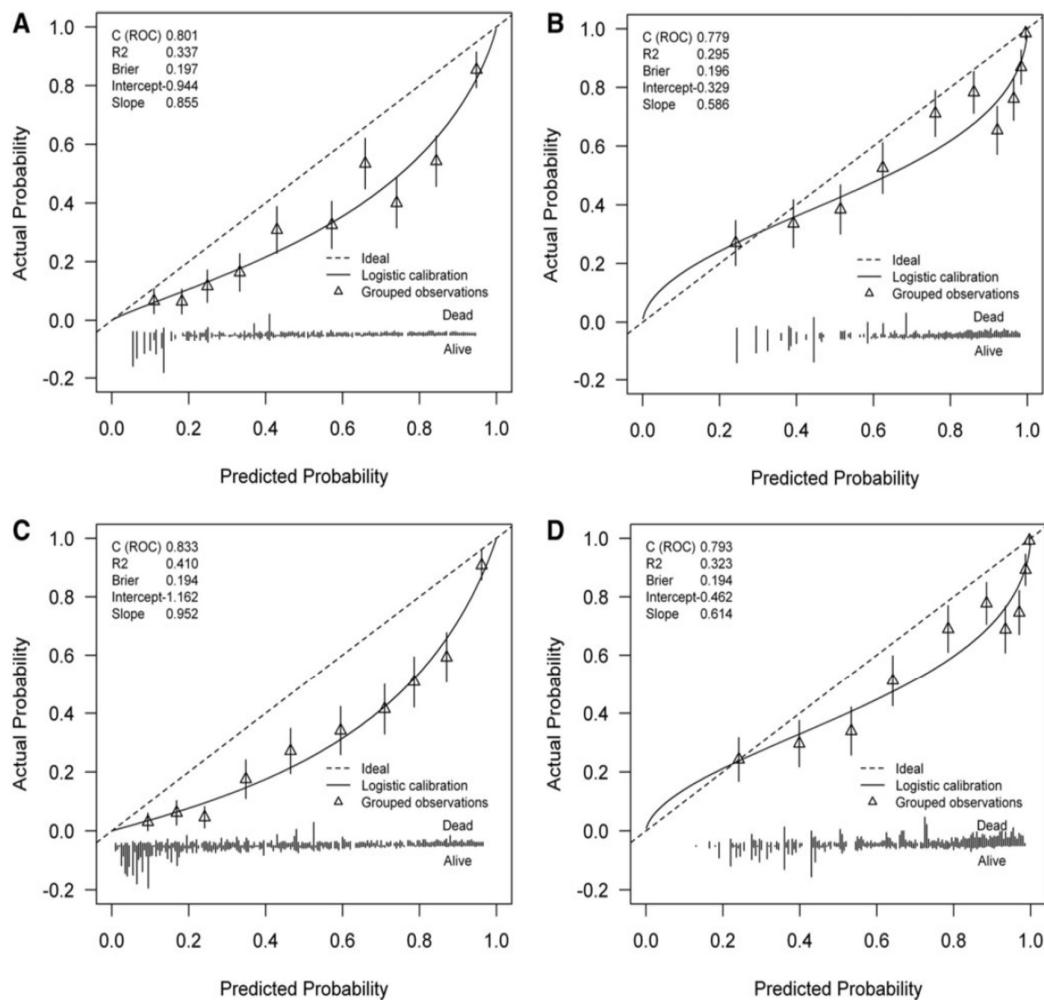 A
C (ROC) 0.801
R2 0.337
Brier 0.197
Intercept-0.944
Slope 0.855
1.0
0.8
0.6
0.4
0.2
0.0
-0.2
Actual Probability
Ideal
Logistic calibration
Grouped observations
Dead
Alive
0.0 0.2 0.4 0.6 0.8 1.0
Predicted Probability
B
C (ROC) 0.779
R2 0.295
Brier 0.196
Intercept-0.329
Slope 0.586
1.0
0.8
0.6
0.4
0.2
0.0
-0.2
Actual Probability
Ideal
Logistic calibration
Grouped observations
Dead
Alive
0.0 0.2 0.4 0.6 0.8 1.0
Predicted Probability
C
C (ROC) 0.833
R2 0.410
Brier 0.194
Intercept-1.162
Slope 0.952
1.0
0.8
0.6
0.4
0.2
0.0
-0.2
Actual Probability
Ideal
Logistic calibration
Grouped observations
Dead
Alive
0.0 0.2 0.4 0.6 0.8 1.0
Predicted Probability
D
C (ROC) 0.793
R2 0.323
Brier 0.194
Intercept-0.462
Slope 0.614
1.0
0.8
0.6
0.4
0.2
0.0
-0.2
Actual Probability
Ideal
Logistic calibration
Grouped observations
Dead
Alive
0.0 0.2 0.4 0.6 0.8 1.0
Predicted Probability